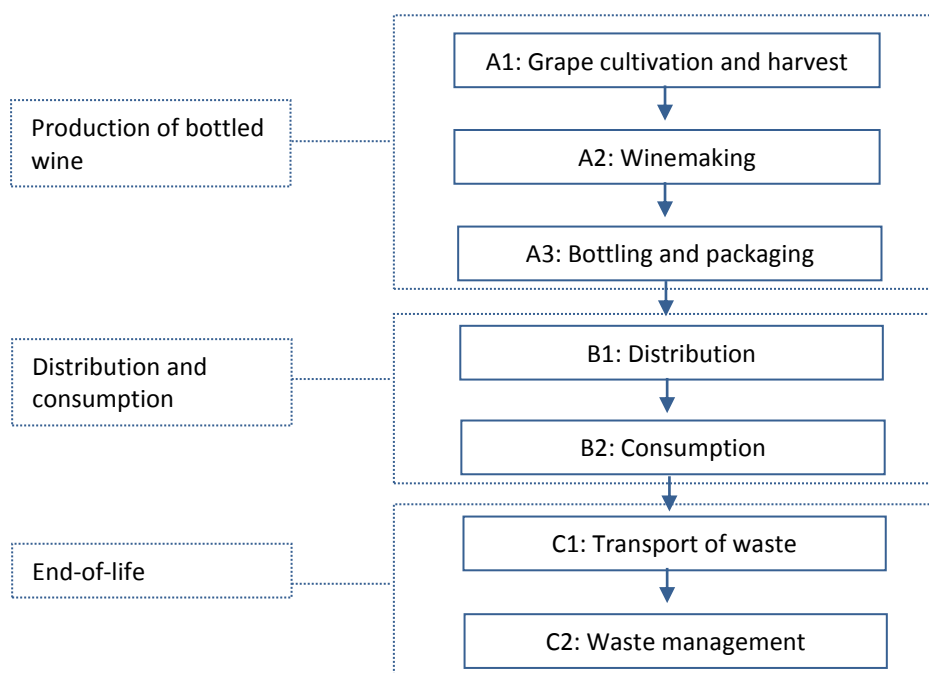 A1: Grape cultivation and harvest
Production of bottled
wine
A2: Winemaking
A3: Bottling and packaging
B1: Distribution
Distribution and
consumption
B2: Consumption
C1: Transport of waste
End-of-life
C2: Waste management